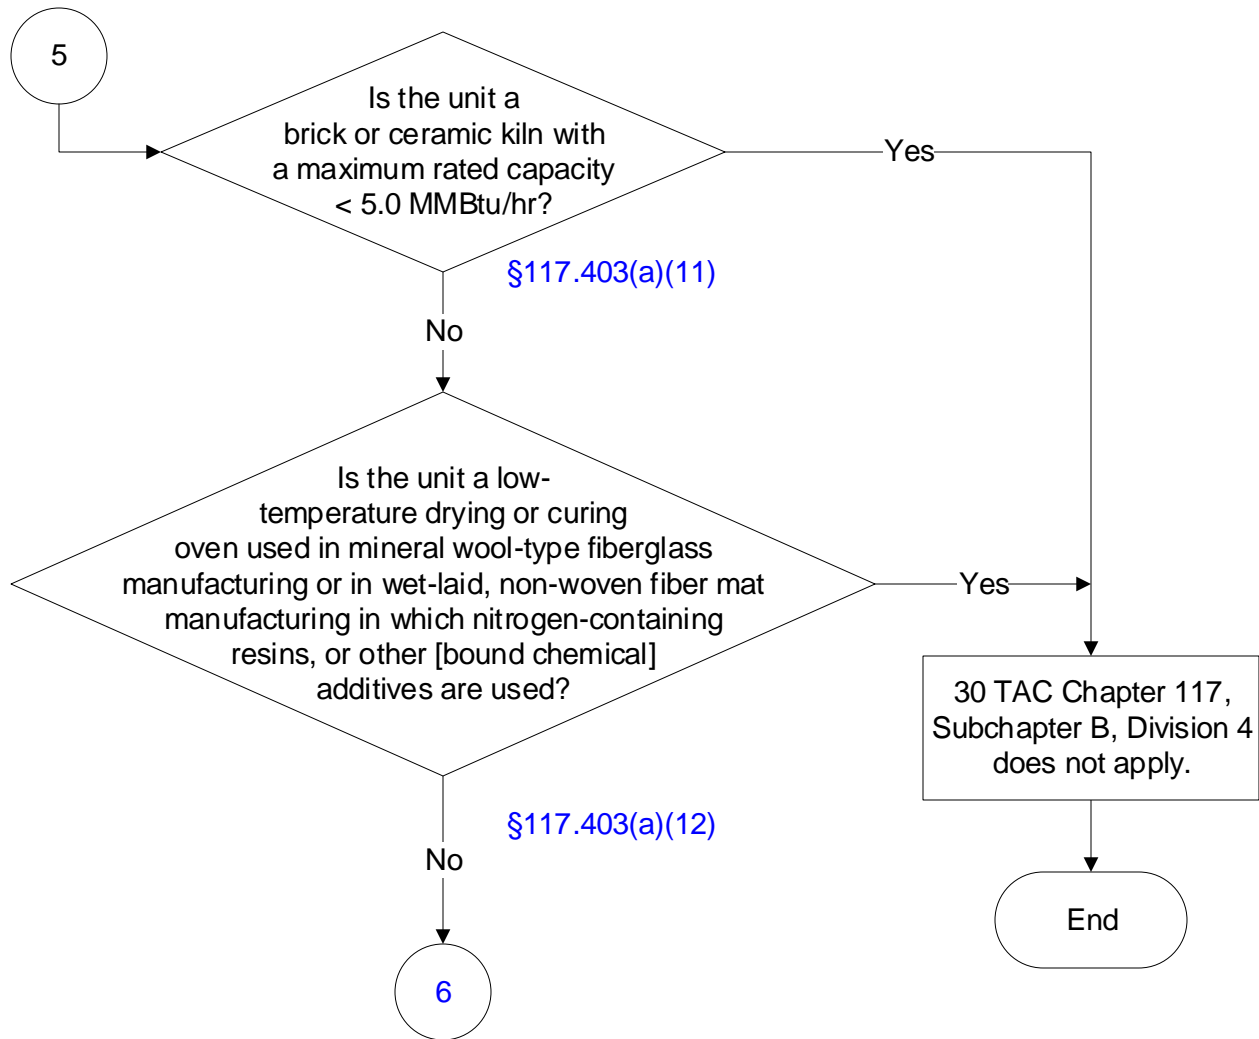 5
Is the unit a
brick or ceramic kiln with
a maximum rated capacity
< 5.0 MMBtu/hr?
Yes
§117.403(a)(11)
No
Is the unit a low-
temperature drying or curing
oven used in mineral wool-type fiberglass
manufacturing or in wet-laid, non-woven fiber mat
manufacturing in which nitrogen-containing
resins, or other [bound chemical]
additives are used?
Yes
30 TAC Chapter 117,
Subchapter B, Division 4
does not apply.
§117.403(a)(12)
No
End
6